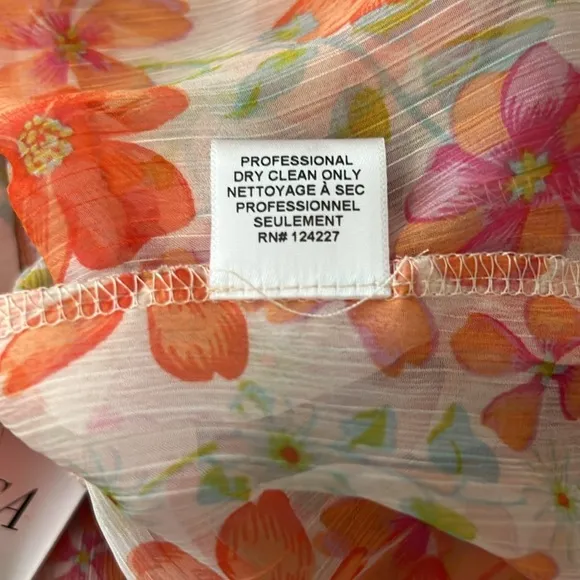 PROFESSIONAL
DRY CLEAN ONLY
NETTOYAGE À SEC
PROFESSIONNEL
SEULEMENT
RN# 124227